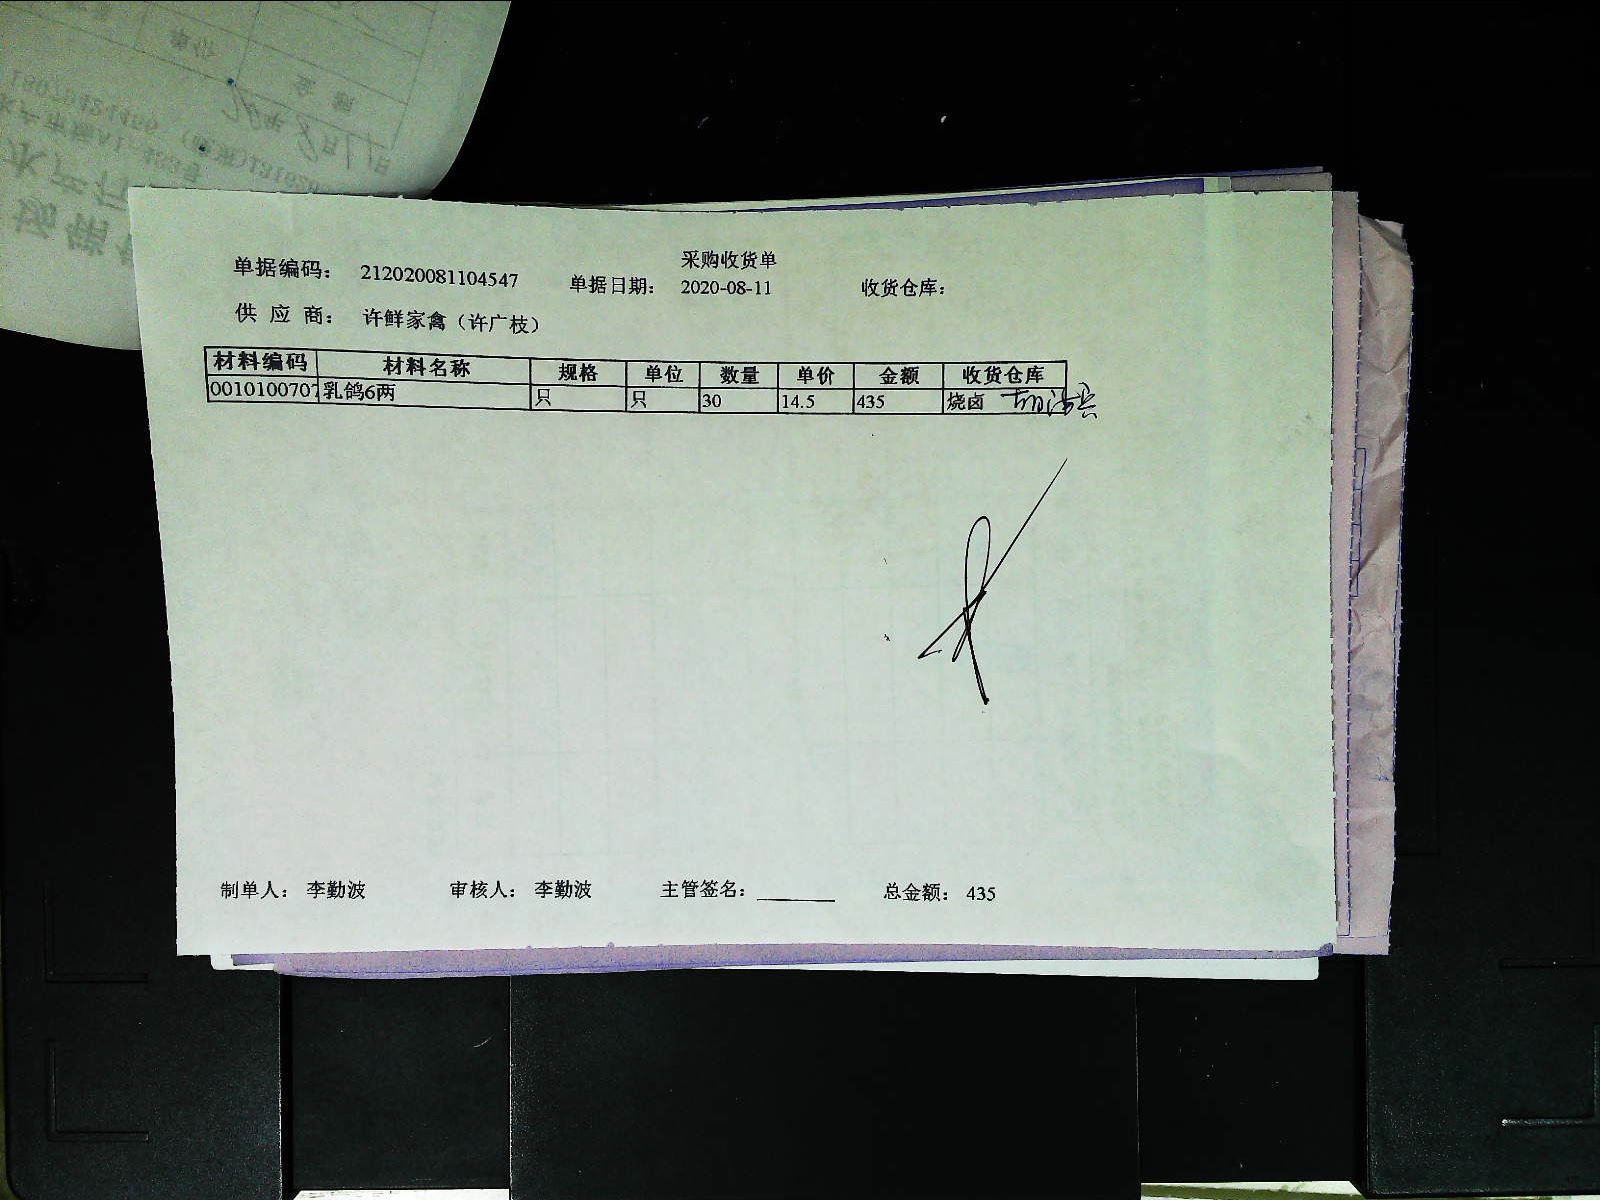 采购收货单
单据编码： 212020081104547 单据日期： 2020-08-11 收货仓库：
供 应 商： 许鲜家禽（许广枝）
材料编码 材料名称 规格 单位 数量 单价 金额 收货仓库
0010100707 乳鸽6两 只 只 30 14.5 435 烧卤
制单人： 李勤波 审核人： 李勤波 主管签名： 总金额： 435